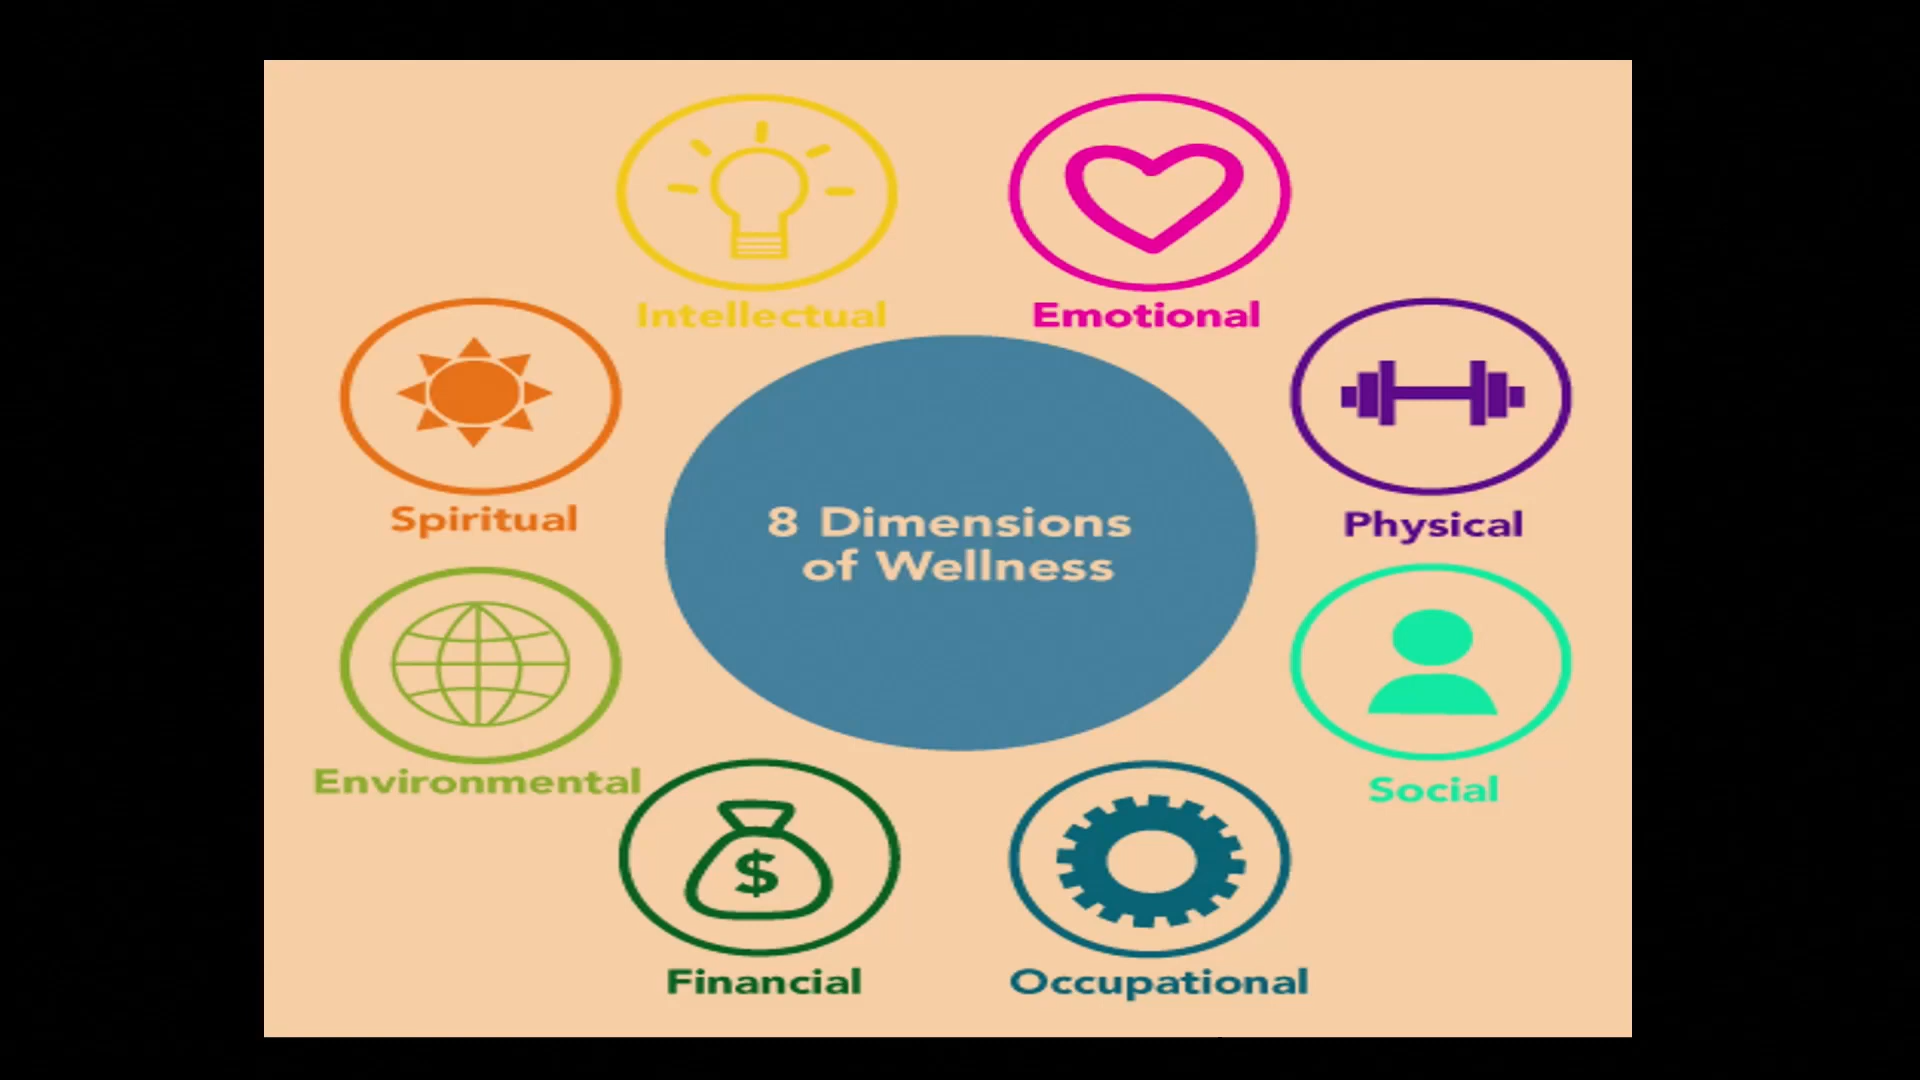 Intellectual
Emotional
Spiritual
Physical
8 Dimensions
of Wellness
Environmental
Social
$
Financial
Occupational